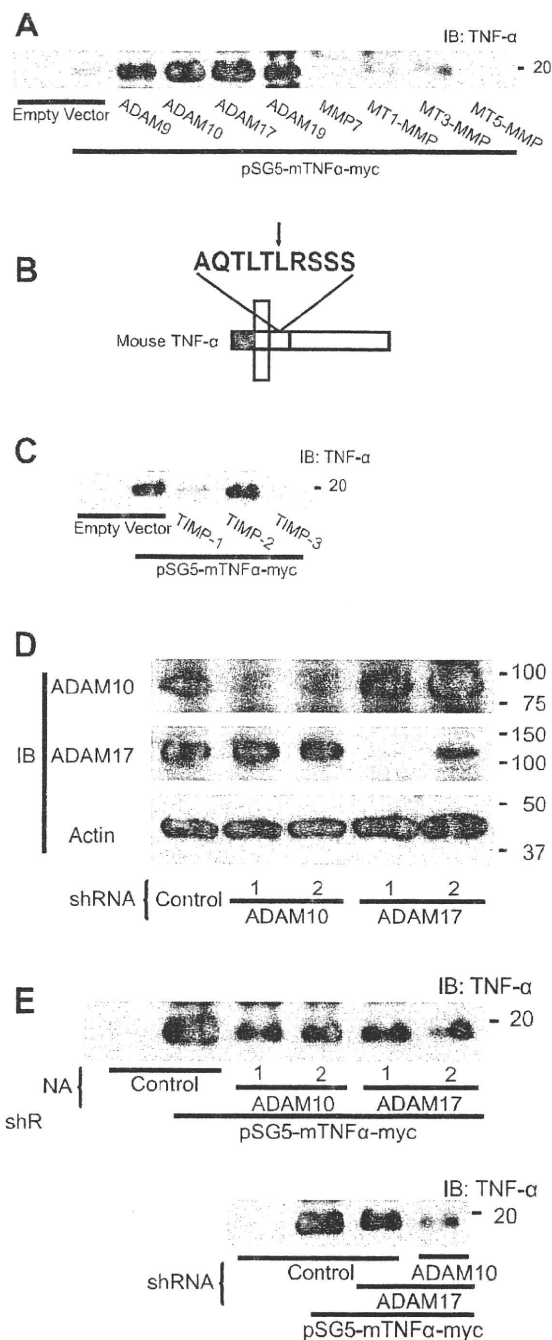 A
IB: TNF-α
- 20
Empty Vector
ADAM9
ADAM10
ADAM17
ADAM19
MMP7
MT1-MMP
MT3-MMP
MT5-MMP
pSG5-mTNFα-myc
B
AQTLTLRSSS
Mouse TNF-α
C
IB: TNF-α
- 20
Empty Vector
TIMP-1
TIMP-2
TIMP-3
pSG5-mTNFα-myc
D
IB
ADAM10
- 100
- 75
ADAM17
- 150
- 100
Actin
- 50
- 37
shRNA { Control 1 2 1 2
ADAM10 ADAM17
E
IB: TNF-α
- 20
NA { Control 1 2 1 2
shR
ADAM10 ADAM17
pSG5-mTNFα-myc
IB: TNF-α
- 20
shRNA { Control ADAM10
ADAM17
pSG5-mTNFα-myc